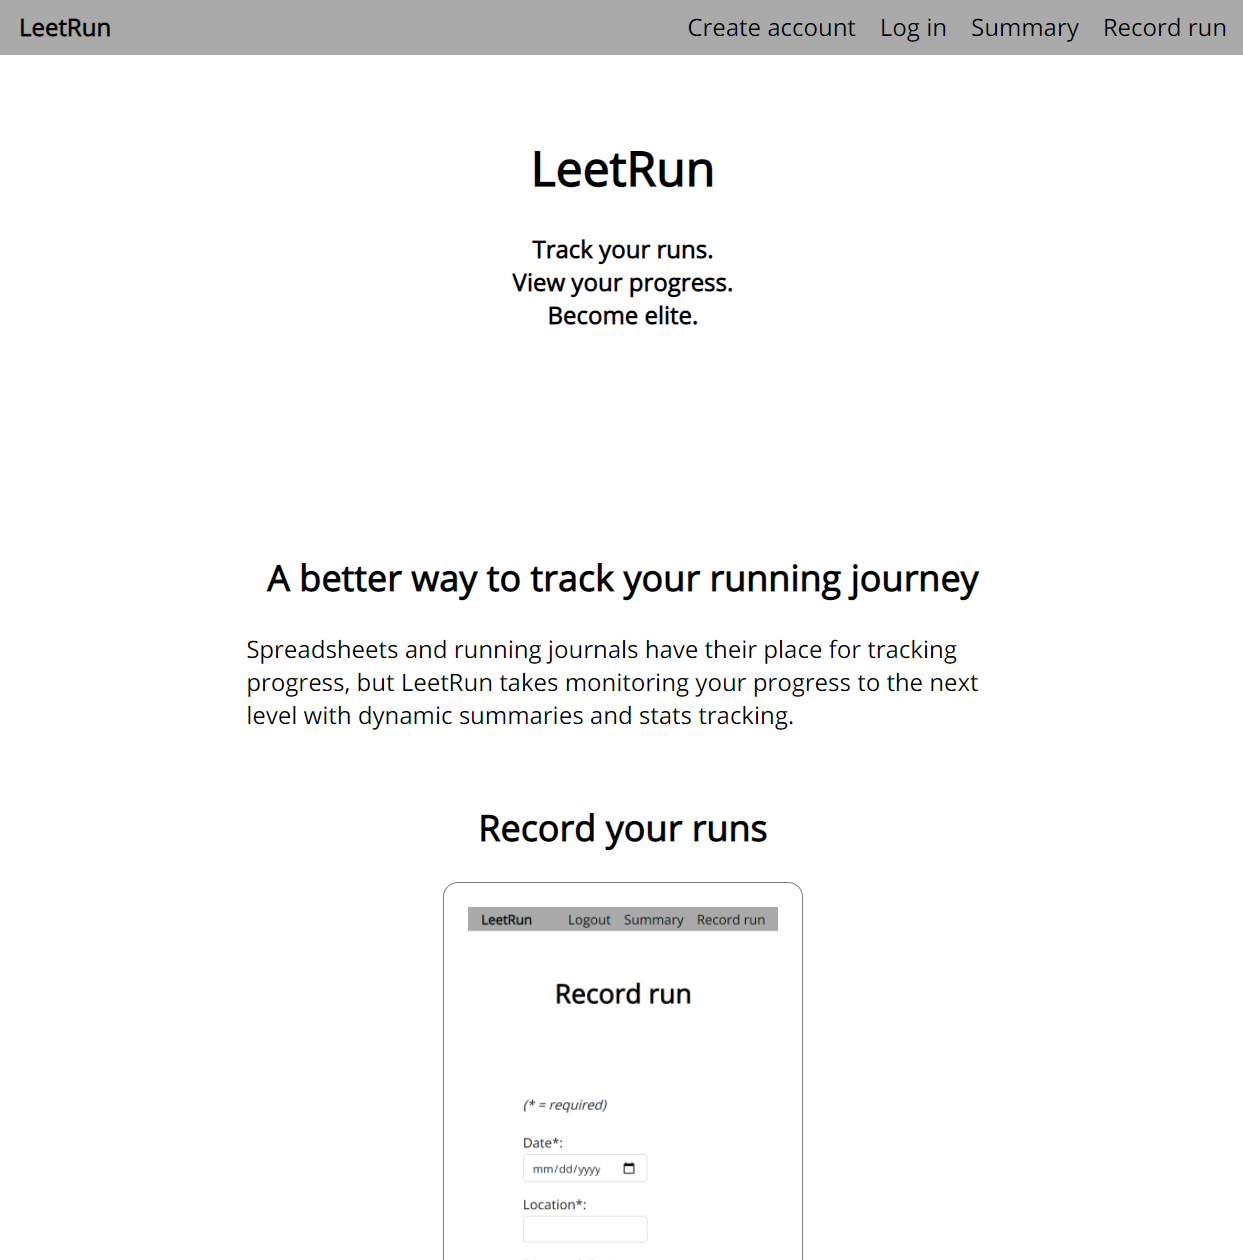 LeetRun Create account Log in Summary Record run
LeetRun
Track your runs.
View your progress.
Become elite.
A better way to track your running journey
Spreadsheets and running journals have their place for tracking
progress, but LeetRun takes monitoring your progress to the next
level with dynamic summaries and stats tracking.
Record your runs
LeetRun Logout Summary Record run
Record run
(* = required)
Date*:
mm/dd/yyyy
Location*: